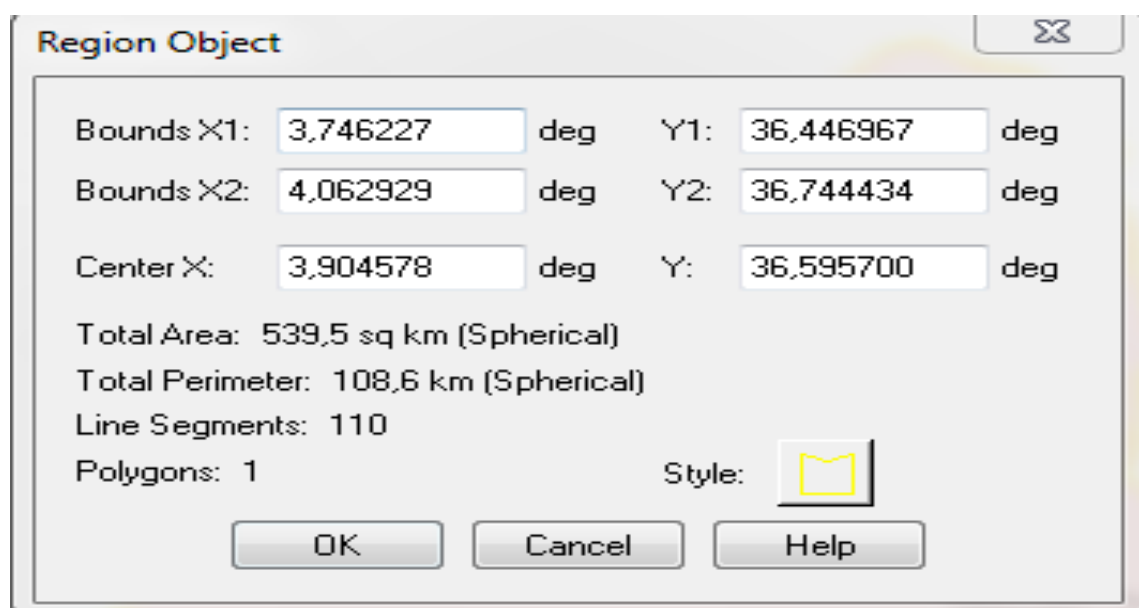 Region Object
Bounds X1: 3,746227 deg Y1: 36,446967 deg
Bounds X2: 4,062929 deg Y2: 36,744434 deg
Center X: 3,904578 deg Y: 36,595700 deg
Total Area: 539,5 sq km (Spherical)
Total Perimeter: 108,6 km (Spherical)
Line Segments: 110
Polygons: 1 Style:
OK Cancel Help